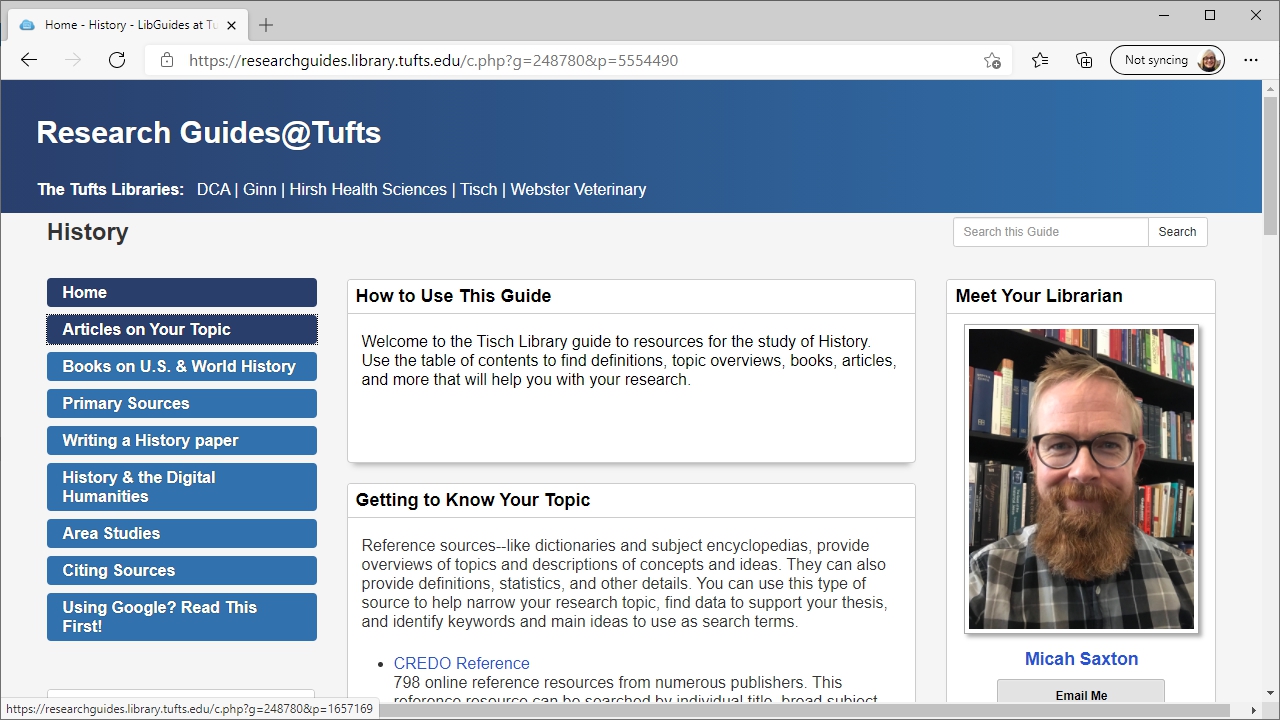 Home - History - LibGuides at Tu
https://researchguides.library.tufts.edu/c.php?g=248780&p=5554490
Not syncing
Research Guides@Tufts
The Tufts Libraries: DCA | Ginn | Hirsh Health Sciences | Tisch | Webster Veterinary
History
Search this Guide
Search
Home
Articles on Your Topic
Books on U.S. & World History
Primary Sources
Writing a History paper
History & the Digital
Humanities
Area Studies
Citing Sources
Using Google? Read This
First!
How to Use This Guide
Welcome to the Tisch Library guide to resources for the study of History.
Use the table of contents to find definitions, topic overviews, books, articles,
and more that will help you with your research.
Getting to Know Your Topic
Reference sources--like dictionaries and subject encyclopedias, provide
overviews of topics and descriptions of concepts and ideas. They can also
provide definitions, statistics, and other details. You can use this type of
source to help narrow your research topic, find data to support your thesis,
and identify keywords and main ideas to use as search terms.
CREDO Reference
798 online reference resources from numerous publishers. This
reference resource can be searched by individual title, broad subject
Meet Your Librarian
Micah Saxton
Email Me
https://researchguides.library.tufts.edu/c.php?g=248780&p=1657169